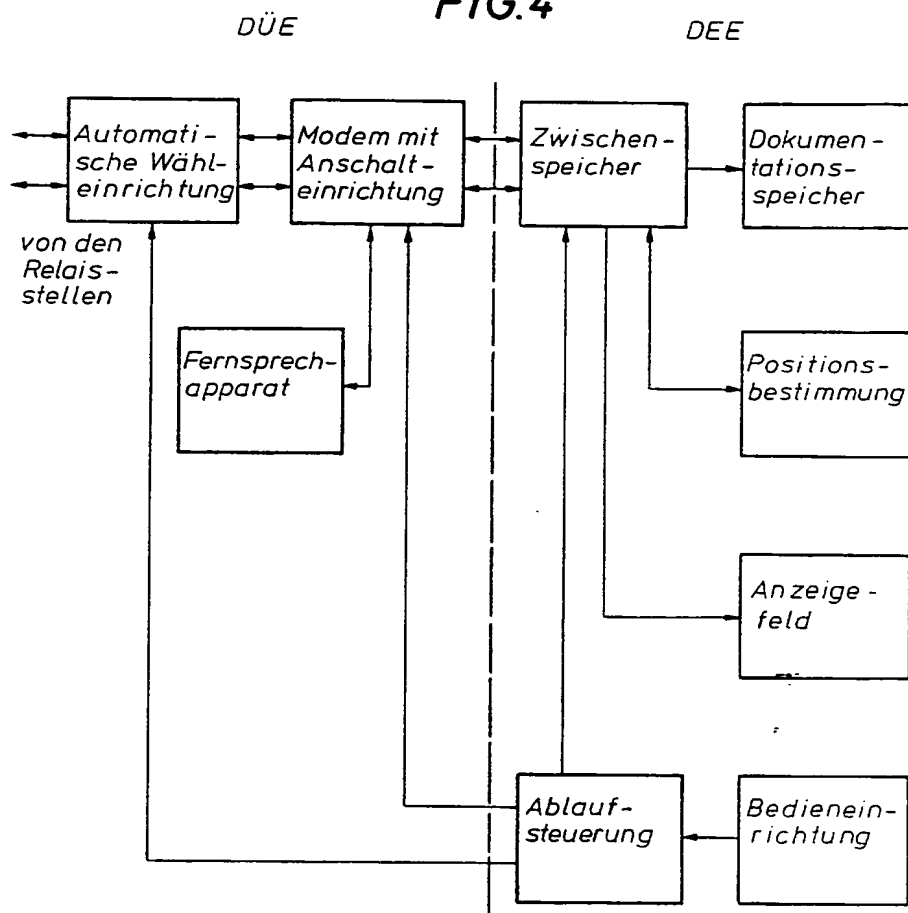 FIG.4
DÜE
DEE
Automati-
sche Wähl-
einrichtung
Modem mit
Anschalt-
einrichtung
Zwischen-
speicher
Dokumen-
tations-
speicher
von den
Relais-
stellen
Fernsprech-
apparat
Positions-
bestimmung
Anzeige-
feld
Ablauf-
steuerung
Bedienein-
richtung